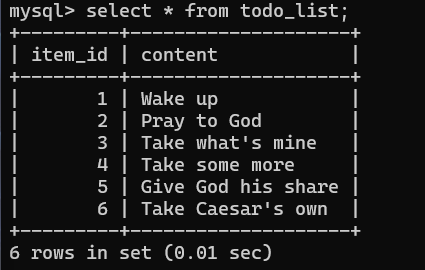 mysql> select * from todo_list;
+---------+--------------------+
| item_id | content            |
+---------+--------------------+
|       1 | Wake up            |
|       2 | Pray to God        |
|       3 | Take what's mine   |
|       4 | Take some more     |
|       5 | Give God his share |
|       6 | Take Caesar's own  |
+---------+--------------------+
6 rows in set (0.01 sec)